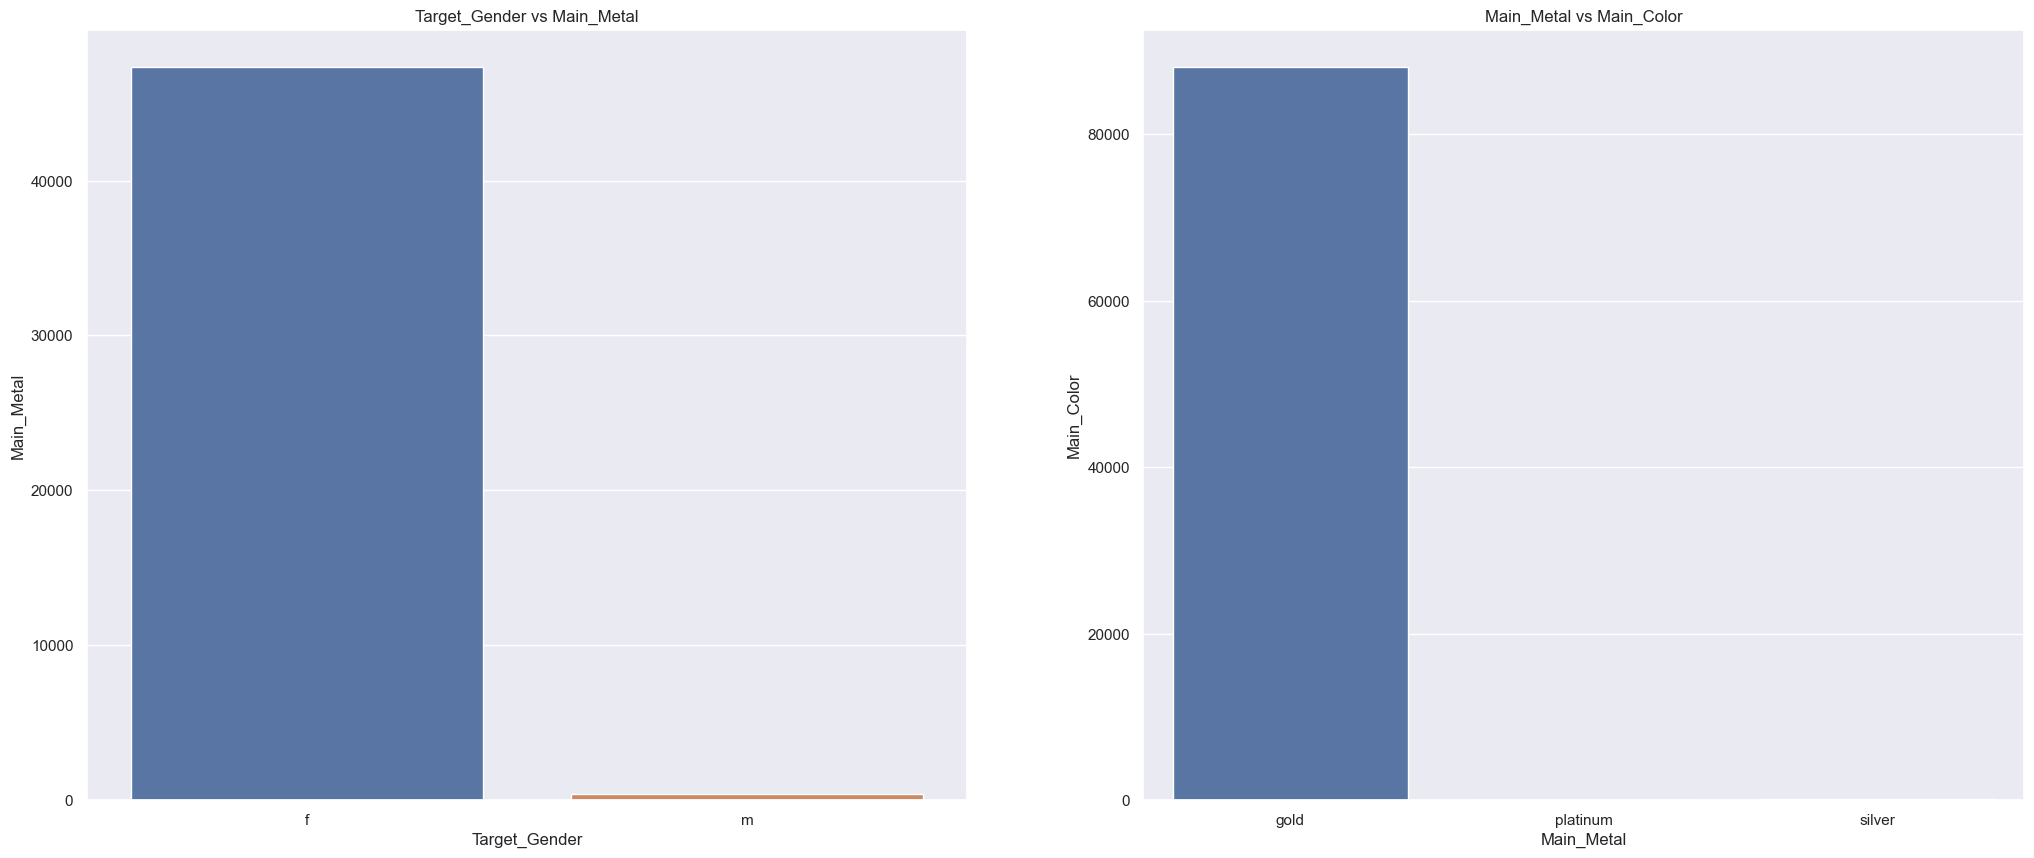 Target_Gender vs Main_Metal
Main_Metal
40000
30000
20000
10000
0
f
m
Target_Gender
Main_Metal vs Main_Color
Main_Color
80000
60000
40000
20000
0
gold
platinum
silver
Main_Metal